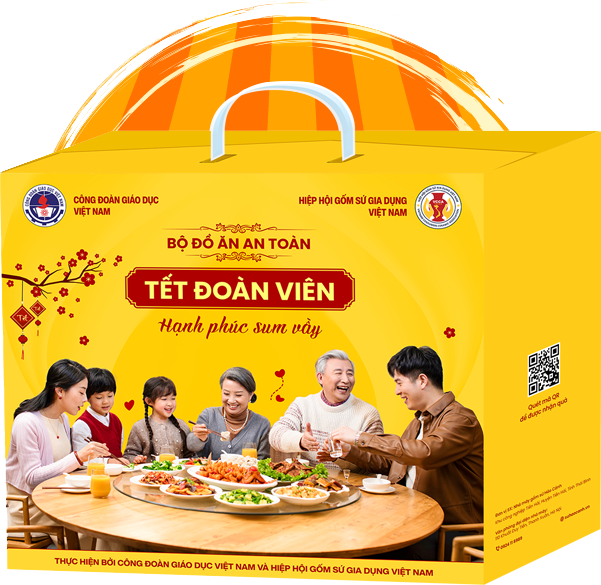 CÔNG ĐOÀN GIÁO DỤC
VIỆT NAM
HIỆP HỘI GỐM SỨ GIA DỤNG
VIỆT NAM
BỘ ĐỒ ĂN AN TOÀN
TẾT ĐOÀN VIÊN
Hạnh phúc sum vầy
Tết
Quét mã QR
để được nhận quà
THỰC HIỆN BỞI CÔNG ĐOÀN GIÁO DỤC VIỆT NAM VÀ HIỆP HỘI GỐM SỨ GIA DỤNG VIỆT NAM